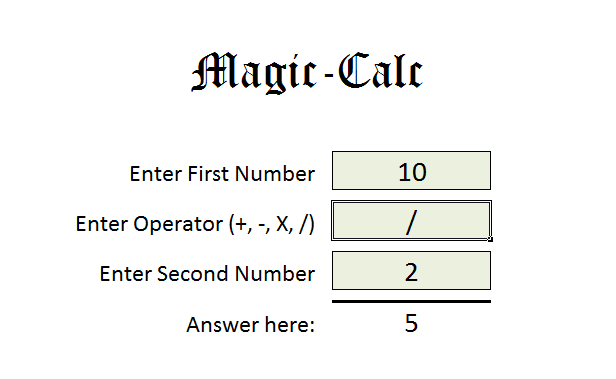 Magic-Calc
Enter First Number 10
Enter Operator (+, -, X, /) /
Enter Second Number 2
Answer here: 5